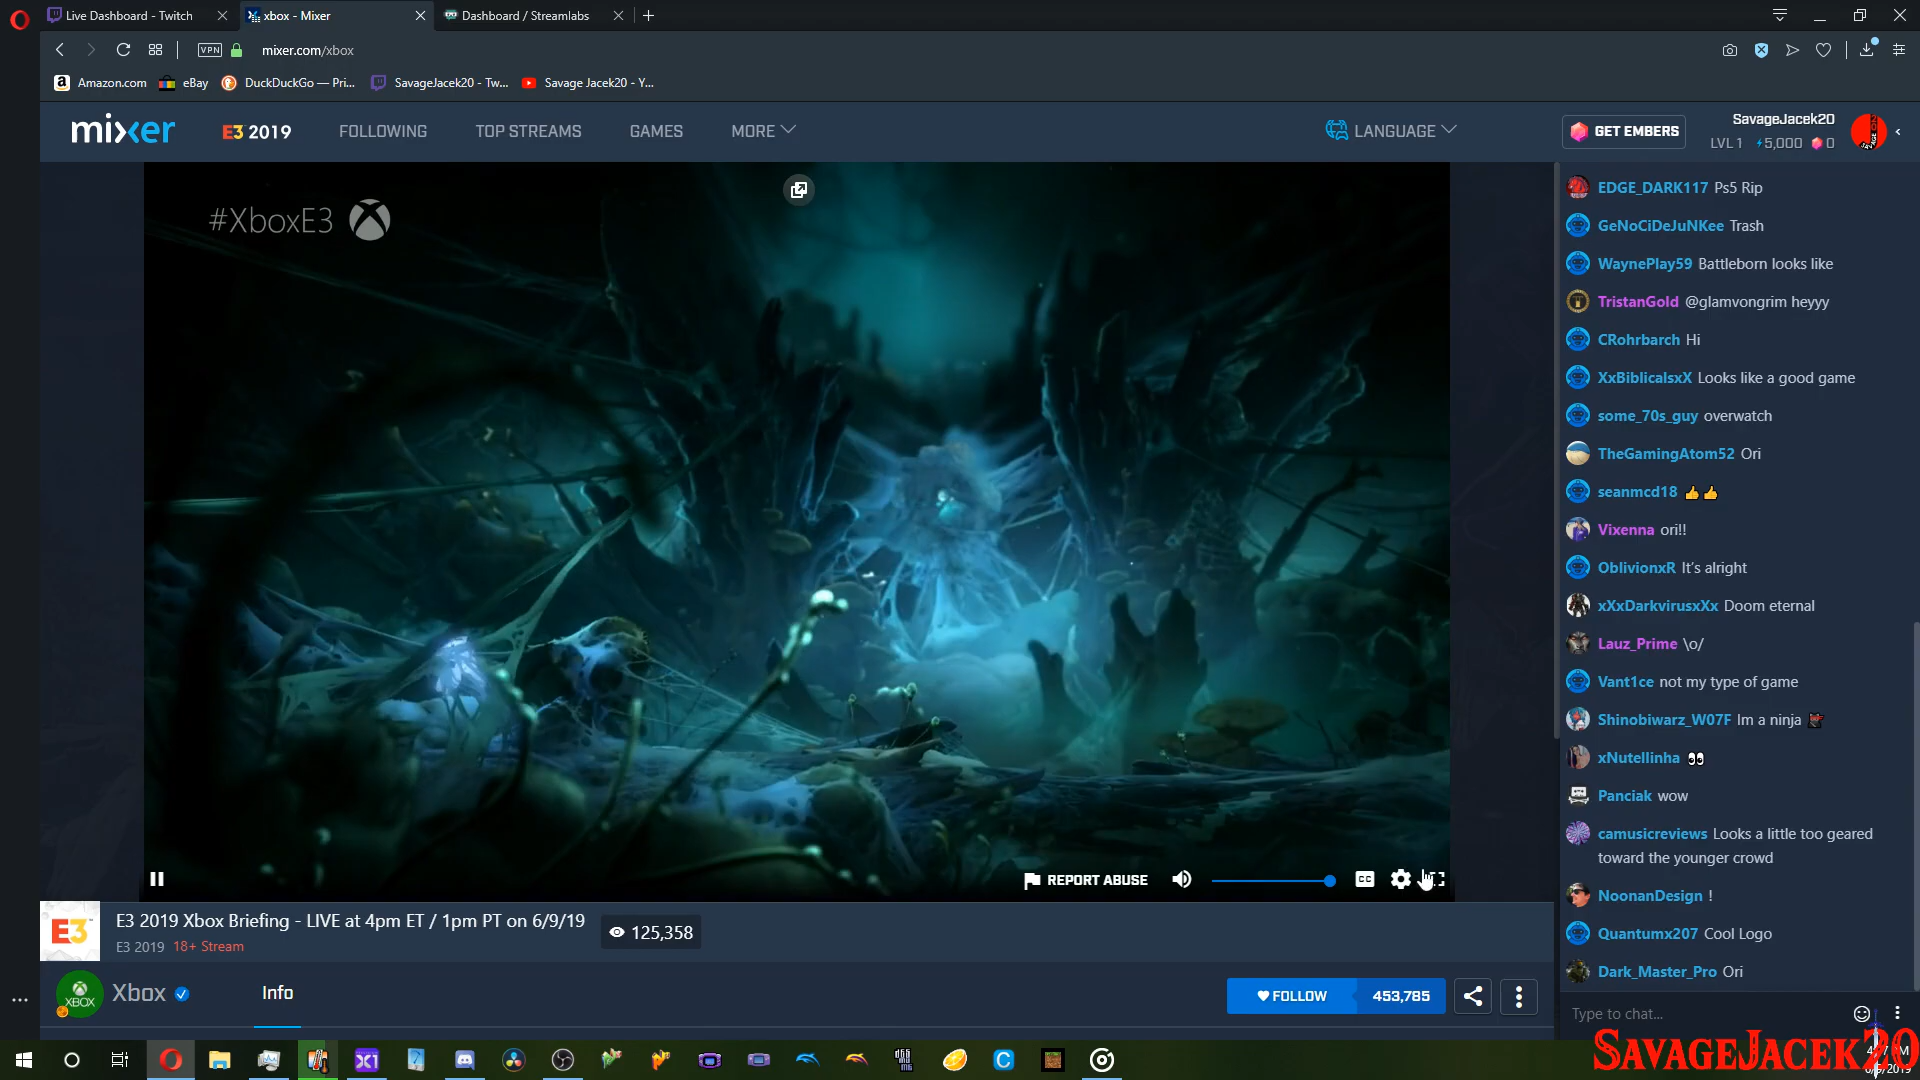 Live Dashboard - Twitch
xbox - Mixer
Dashboard / Streamlabs
VPN
mixer.com/xbox
Amazon.com
eBay
DuckDuckGo — Pri...
SavageJacek20 - Tw...
Savage Jacek20 - Y...
mixer
E3 2019
FOLLOWING
TOP STREAMS
GAMES
MORE
LANGUAGE
GET EMBERS
SavageJacek20
LVL 1 5,000 0
#XboxE3
EDGE_DARK117 Ps5 Rip
GeNoCiDeJuNKee Trash
WaynePlay59 Battleborn looks like
TristanGold @glamvongrim heyyy
CRohrbarch Hi
XxBiblicalsxX Looks like a good game
some_70s_guy overwatch
TheGamingAtom52 Ori
seanmcd18 👍👍
Vixenna ori!!
OblivionxR It's alright
xXxDarkvirusxXx Doom eternal
Lauz_Prime \o/
Vant1ce not my type of game
Shinobiwarz_W07F Im a ninja
xNutellinha 👀
Panciak wow
camusicreviews Looks a little too geared
toward the younger crowd
NoonanDesign !
Quantumx207 Cool Logo
Dark_Master_Pro Ori
REPORT ABUSE
CC
E3
E3 2019 Xbox Briefing - LIVE at 4pm ET / 1pm PT on 6/9/19
125,358
E3 2019 18+ Stream
XBOX
Xbox
Info
FOLLOW 453,785
Type to chat...
SavageJacek20